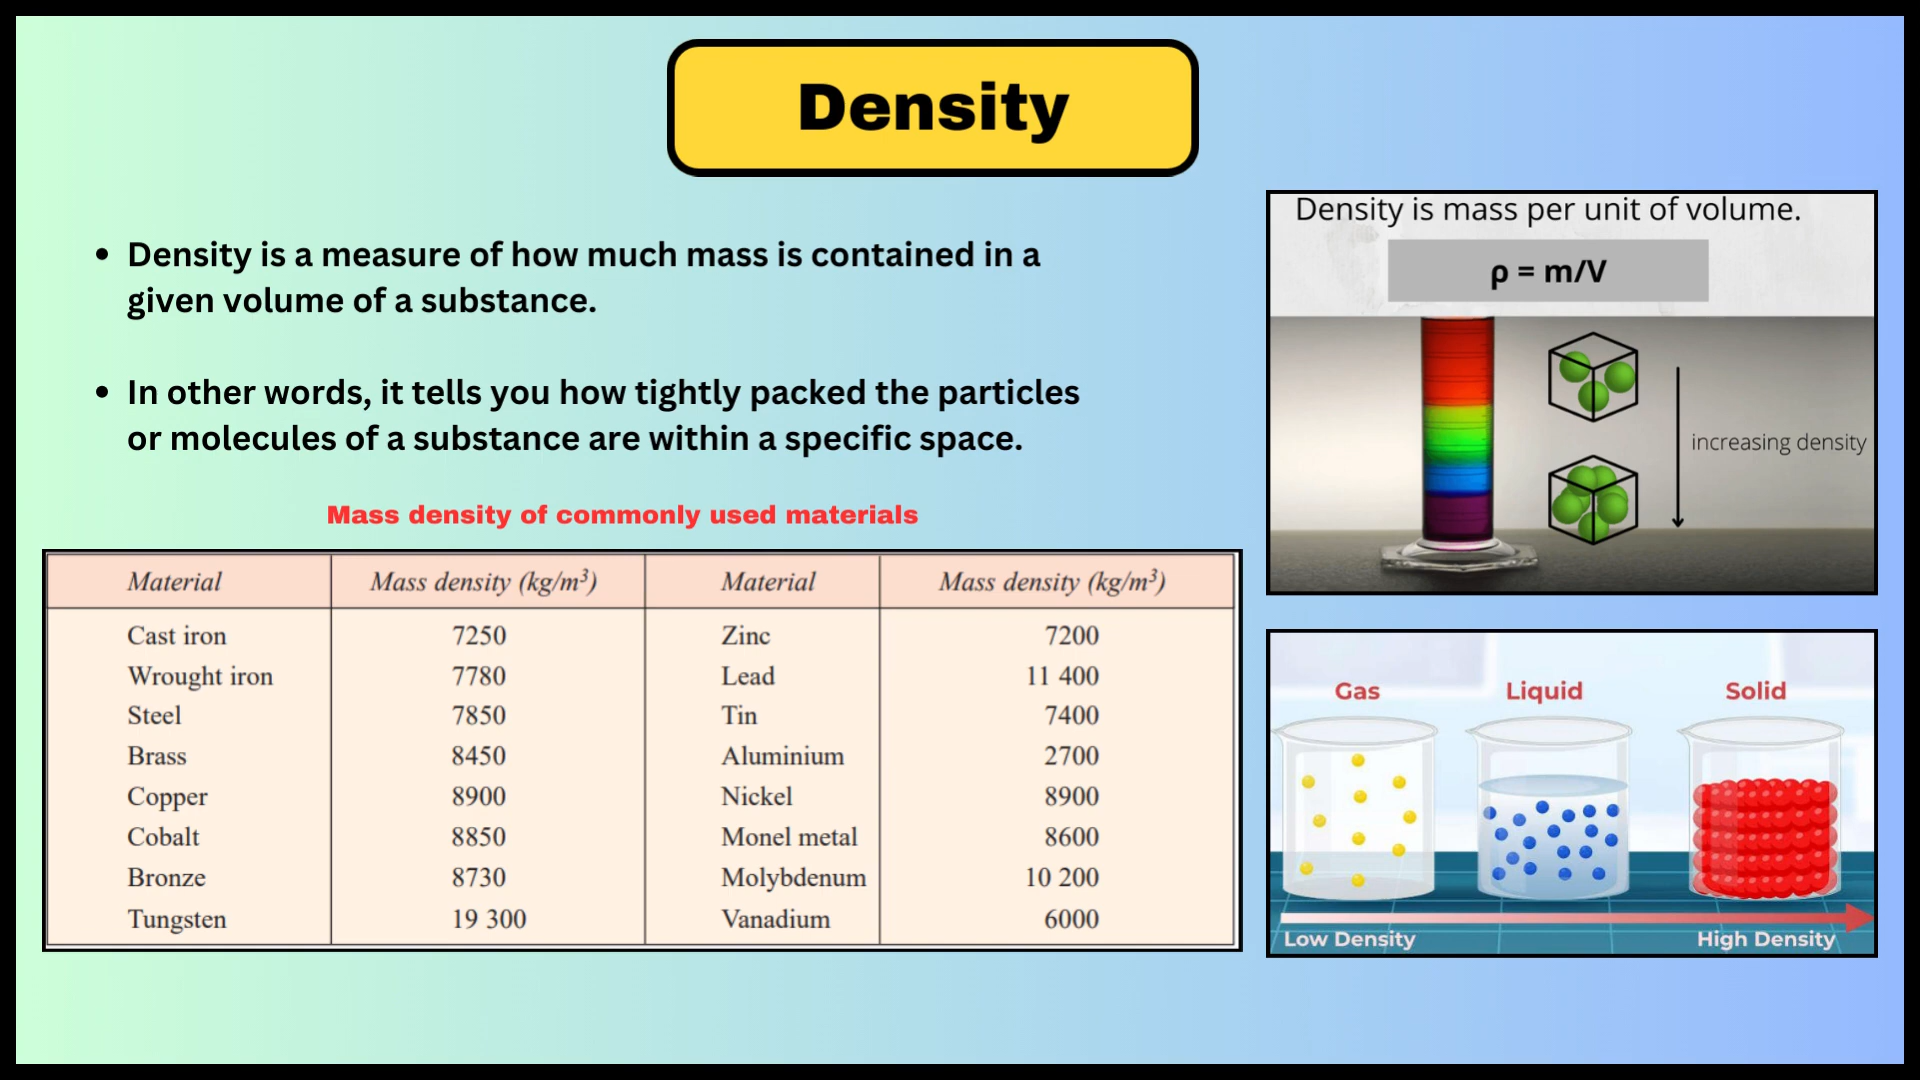 Density
• Density is a measure of how much mass is contained in a
given volume of a substance.
• In other words, it tells you how tightly packed the particles
or molecules of a substance are within a specific space.
Mass density of commonly used materials
Material Mass density (kg/m³) Material Mass density (kg/m³)
Cast iron 7250 Zinc 7200
Wrought iron 7780 Lead 11 400
Steel 7850 Tin 7400
Brass 8450 Aluminium 2700
Copper 8900 Nickel 8900
Cobalt 8850 Monel metal 8600
Bronze 8730 Molybdenum 10 200
Tungsten 19 300 Vanadium 6000
Density is mass per unit of volume.
ρ = m/V
increasing density
Gas Liquid Solid
Low Density High Density